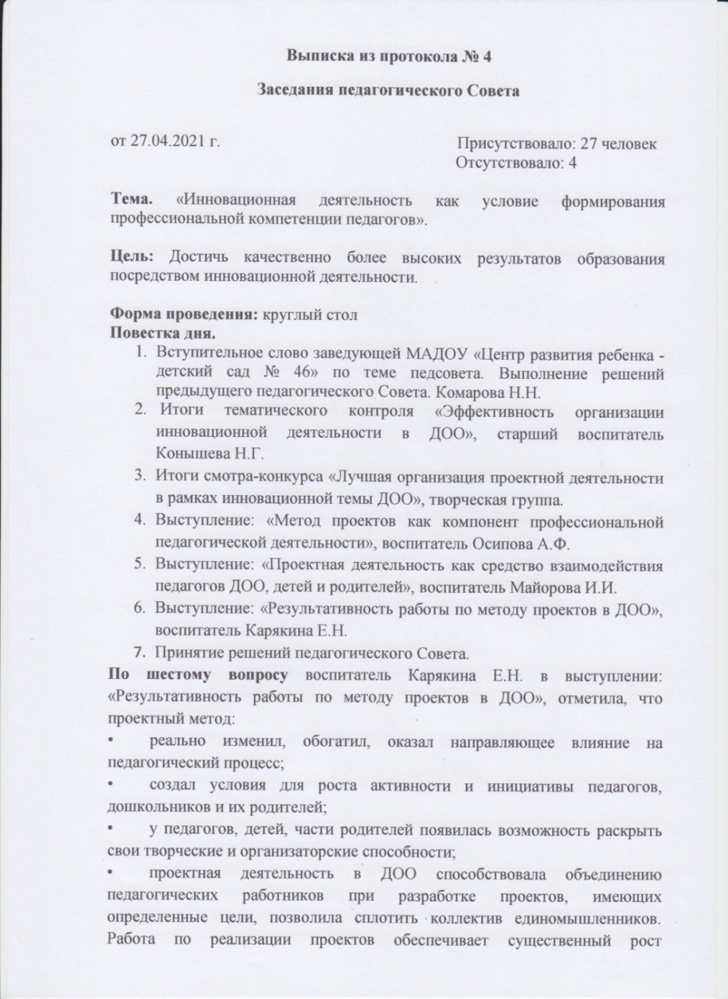 Выписка из протокола № 4
Заседания педагогического Совета
от 27.04.2021 г.
Присутствовало: 27 человек
Отсутствовало: 4
Тема. «Инновационная деятельность как условие формирования
профессиональной компетенции педагогов».
Цель: Достичь качественно более высоких результатов образования
посредством инновационной деятельности.
Форма проведения: круглый стол
Повестка дня.
1. Вступительное слово заведующей МАДОУ «Центр развития ребенка -
детский сад № 46» по теме педсовета. Выполнение решений
предыдущего педагогического Совета. Комарова Н.Н.
2. Итоги тематического контроля «Эффективность организации
инновационной деятельности в ДОО», старший воспитатель
Конышева Н.Г.
3. Итоги смотра-конкурса «Лучшая организация проектной деятельности
в рамках инновационной темы ДОО», творческая группа.
4. Выступление: «Метод проектов как компонент профессиональной
педагогической деятельности», воспитатель Осипова А.Ф.
5. Выступление: «Проектная деятельность как средство взаимодействия
педагогов ДОО, детей и родителей», воспитатель Майорова И.И.
6. Выступление: «Результативность работы по методу проектов в ДОО»,
воспитатель Карякина Е.Н.
7. Принятие решений педагогического Совета.
По шестому вопросу воспитатель Карякина Е.Н. в выступлении:
«Результативность работы по методу проектов в ДОО», отметила, что
проектный метод:
• реально изменил, обогатил, оказал направляющее влияние на
педагогический процесс;
• создал условия для роста активности и инициативы педагогов,
дошкольников и их родителей;
• у педагогов, детей, части родителей появилась возможность раскрыть
свои творческие и организаторские способности;
• проектная деятельность в ДОО способствовала объединению
педагогических работников при разработке проектов, имеющих
определенные цели, позволила сплотить коллектив единомышленников.
Работа по реализации проектов обеспечивает существенный рост